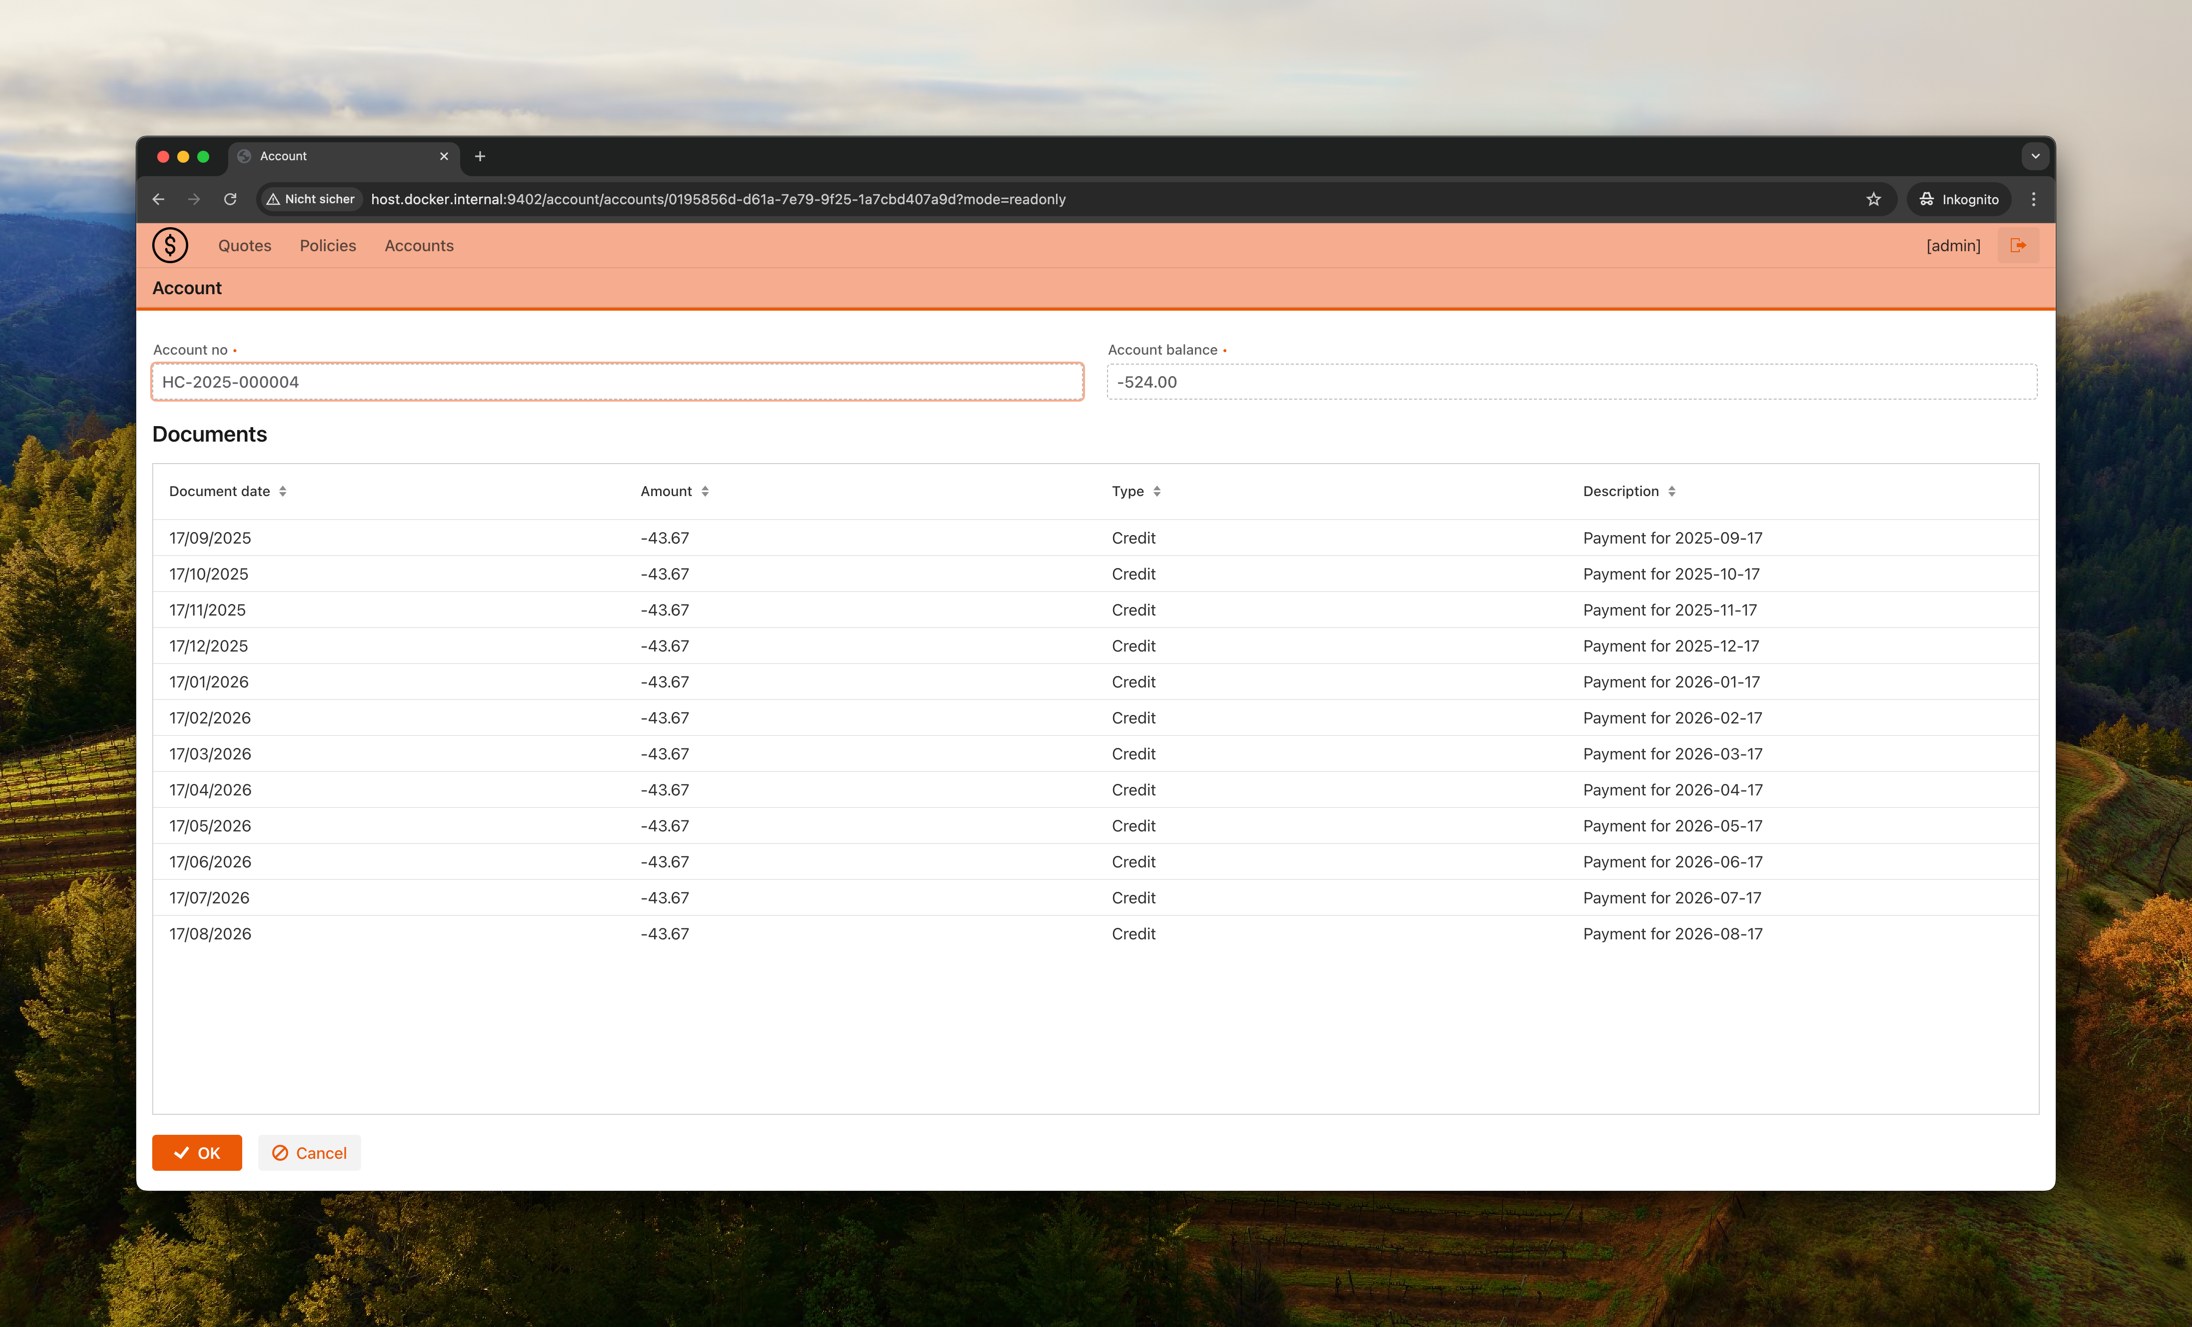 Account
Nicht sicher host.docker.internal:9402/account/accounts/0195856d-d61a-7e79-9f25-1a7cbd407a9d?mode=readonly Inkognito
$ Quotes Policies Accounts [admin]
Account
Account no • Account balance •
HC-2025-000004 -524.00
Documents
Document date Amount Type Description
17/09/2025 -43.67 Credit Payment for 2025-09-17
17/10/2025 -43.67 Credit Payment for 2025-10-17
17/11/2025 -43.67 Credit Payment for 2025-11-17
17/12/2025 -43.67 Credit Payment for 2025-12-17
17/01/2026 -43.67 Credit Payment for 2026-01-17
17/02/2026 -43.67 Credit Payment for 2026-02-17
17/03/2026 -43.67 Credit Payment for 2026-03-17
17/04/2026 -43.67 Credit Payment for 2026-04-17
17/05/2026 -43.67 Credit Payment for 2026-05-17
17/06/2026 -43.67 Credit Payment for 2026-06-17
17/07/2026 -43.67 Credit Payment for 2026-07-17
17/08/2026 -43.67 Credit Payment for 2026-08-17
OK Cancel